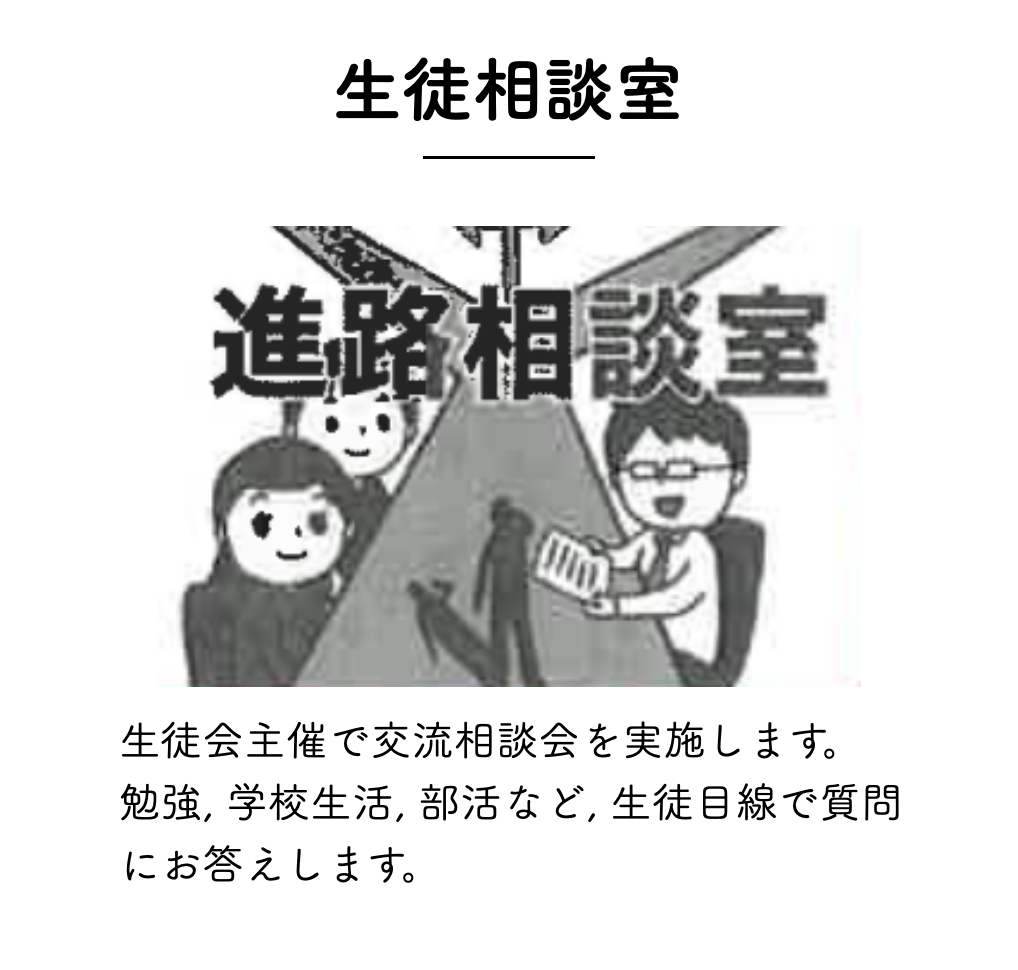 生徒相談室
進路相談室
生徒会主催で交流相談会を実施します。
勉強, 学校生活, 部活など, 生徒目線で質問
にお答えします。